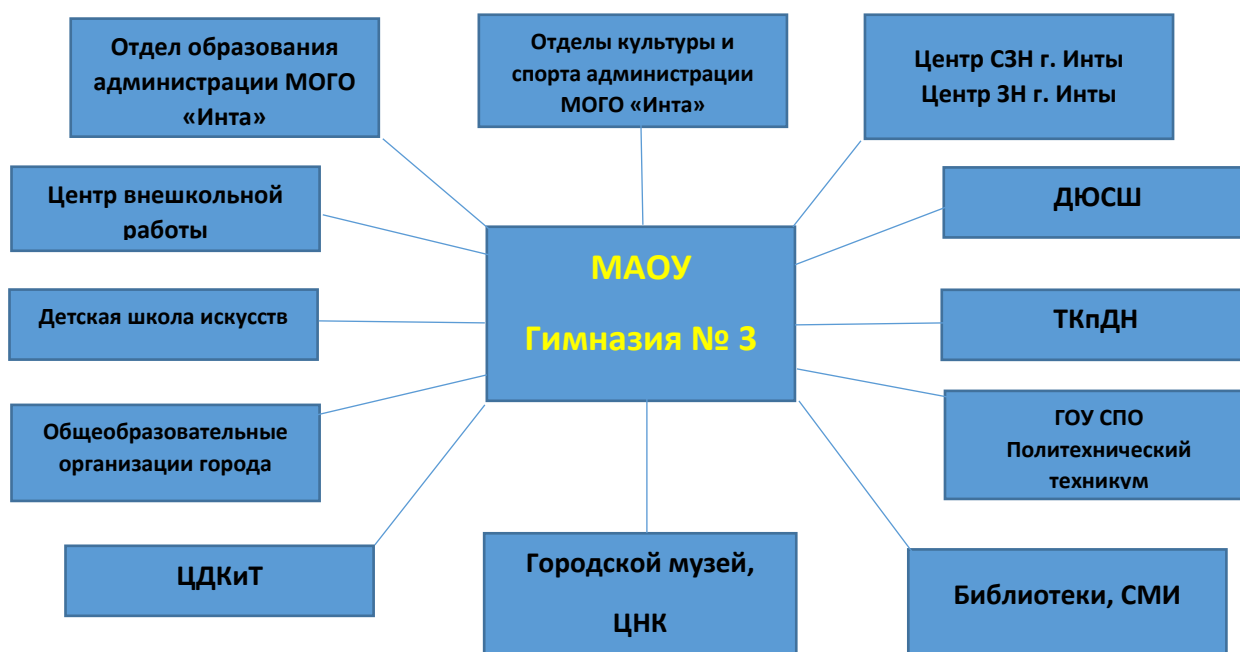 Отдел образования
администрации МОГО
«Инта»
Отделы культуры и
спорта администрации
МОГО «Инта»
Центр СЗН г. Инты
Центр ЗН г. Инты
Центр внешкольной
работы
ДЮСШ
МАОУ
Гимназия № 3
Детская школа искусств
ТКпДН
Общеобразовательные
организации города
ГОУ СПО
Политехнический
техникум
ЦДКиТ
Городской музей,
ЦНК
Библиотеки, СМИ